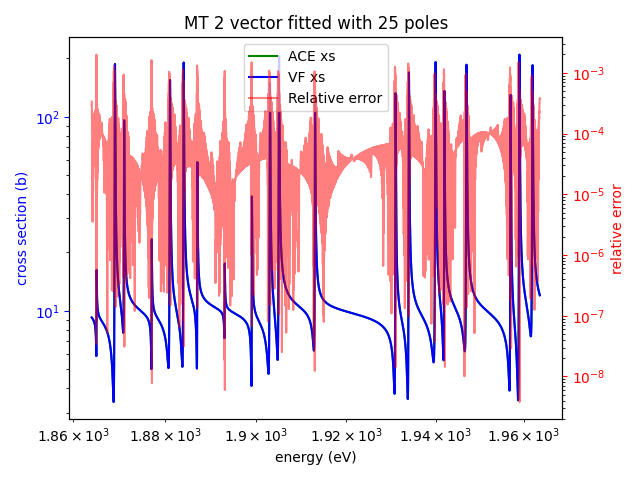 MT 2 vector fitted with 25 poles
ACE xs
VF xs
Relative error
cross section (b)
10²
10¹
relative error
10⁻³
10⁻⁴
10⁻⁵
10⁻⁶
10⁻⁷
10⁻⁸
1.86 × 10³ 1.88 × 10³ 1.9 × 10³ 1.92 × 10³ 1.94 × 10³ 1.96 × 10³
energy (eV)